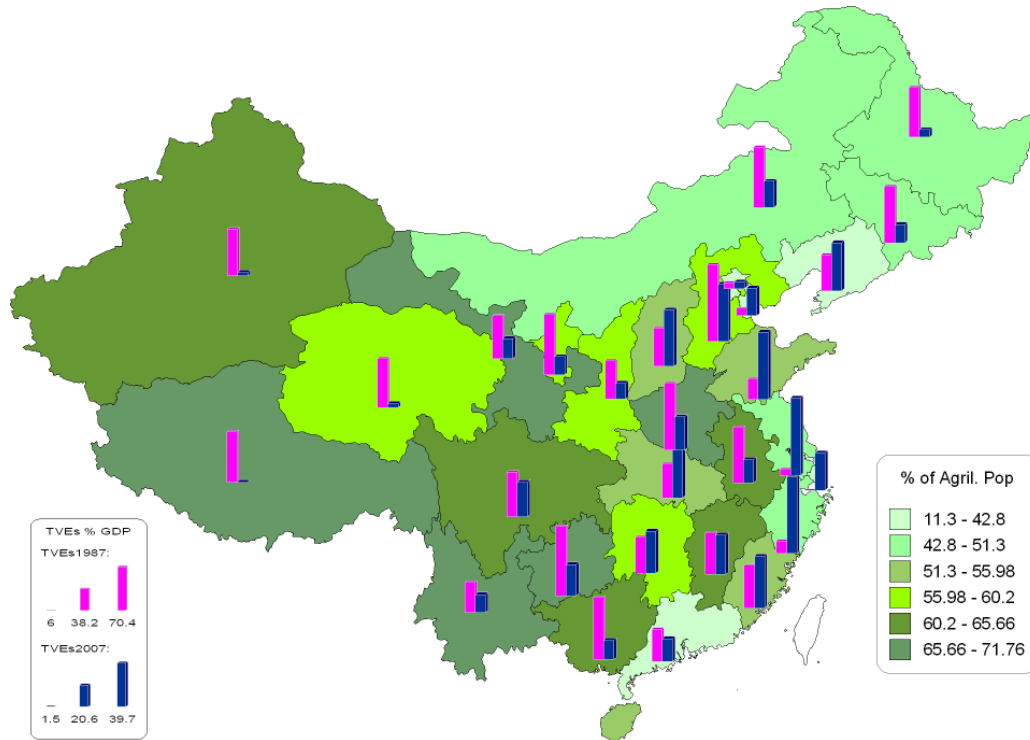 % of Agril. Pop
11.3 - 42.8
42.8 - 51.3
51.3 - 55.98
55.98 - 60.2
60.2 - 65.66
65.66 - 71.76
TVEs % GDP
TVEs1987:
6 38.2 70.4
TVEs2007:
1.5 20.6 39.7